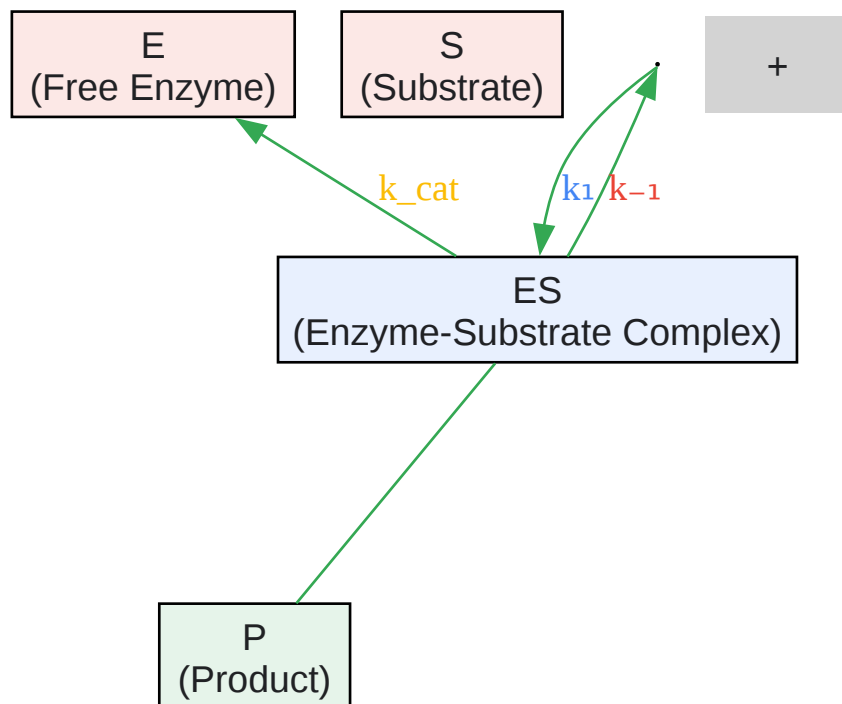 E
(Free Enzyme)
S
(Substrate)
+
k_cat
k₁
k₋₁
ES
(Enzyme-Substrate Complex)
P
(Product)